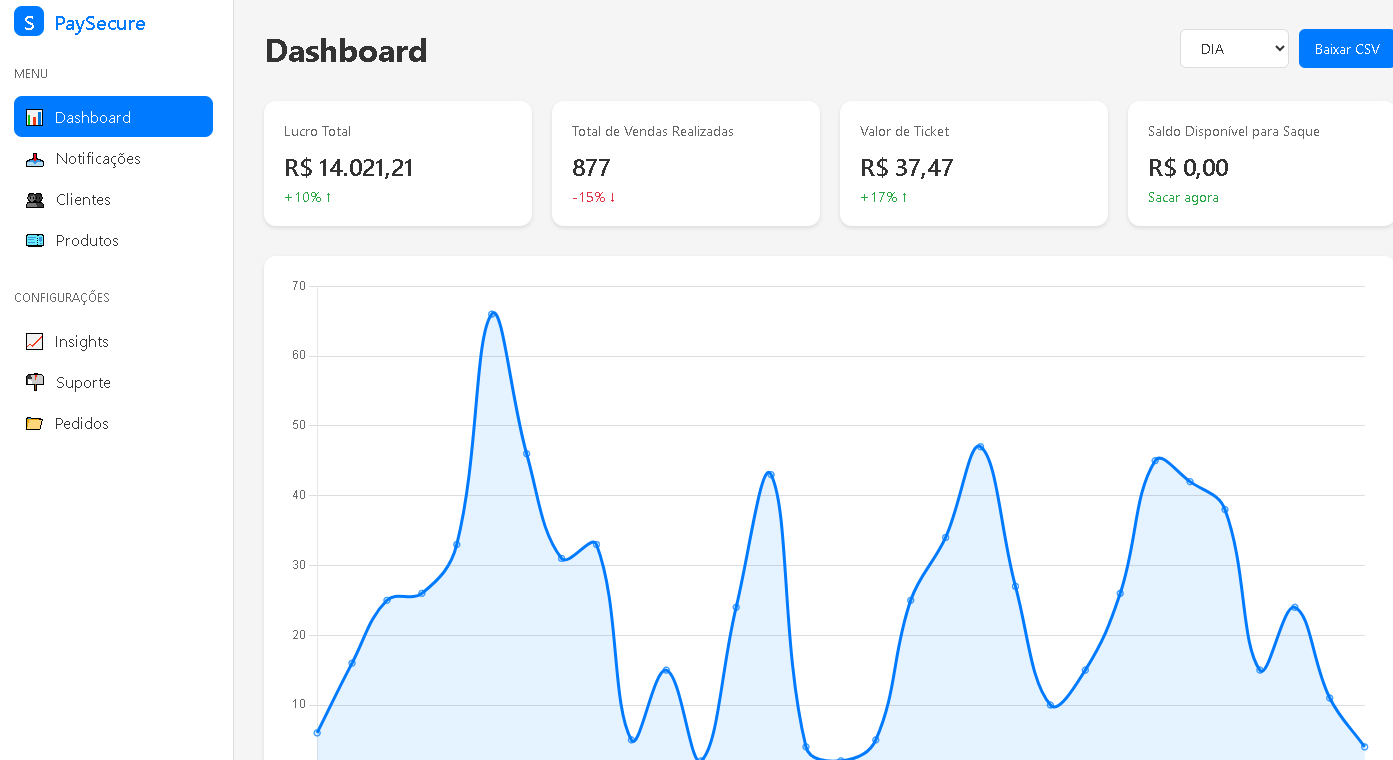 S PaySecure
MENU
Dashboard
Notificações
Clientes
Produtos
CONFIGURAÇÕES
Insights
Suporte
Pedidos
Dashboard
DIA
Baixar CSV
Lucro Total
R$ 14.021,21
+10% ↑
Total de Vendas Realizadas
877
-15% ↓
Valor de Ticket
R$ 37,47
+17% ↑
Saldo Disponível para Saque
R$ 0,00
Sacar agora
70
60
50
40
30
20
10